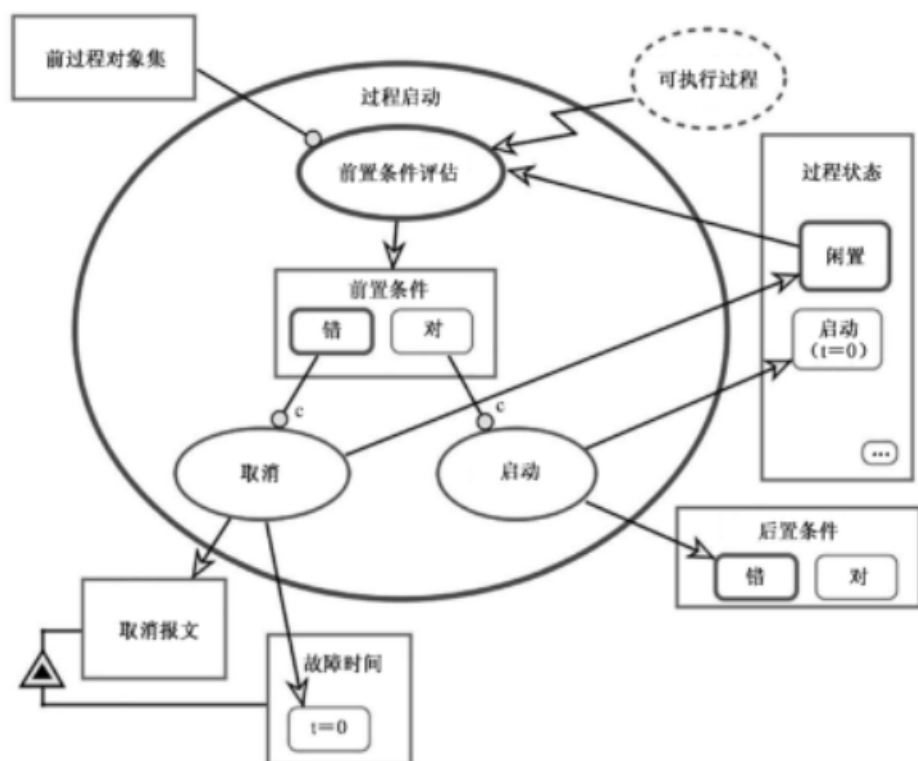 前过程对象集
可执行过程
过程启动
前置条件评估
过程状态
闲置
前置条件
错
对
启动
(t=0)
c
c
取消
启动
...
后置条件
错
对
取消报文
故障时间
t=0